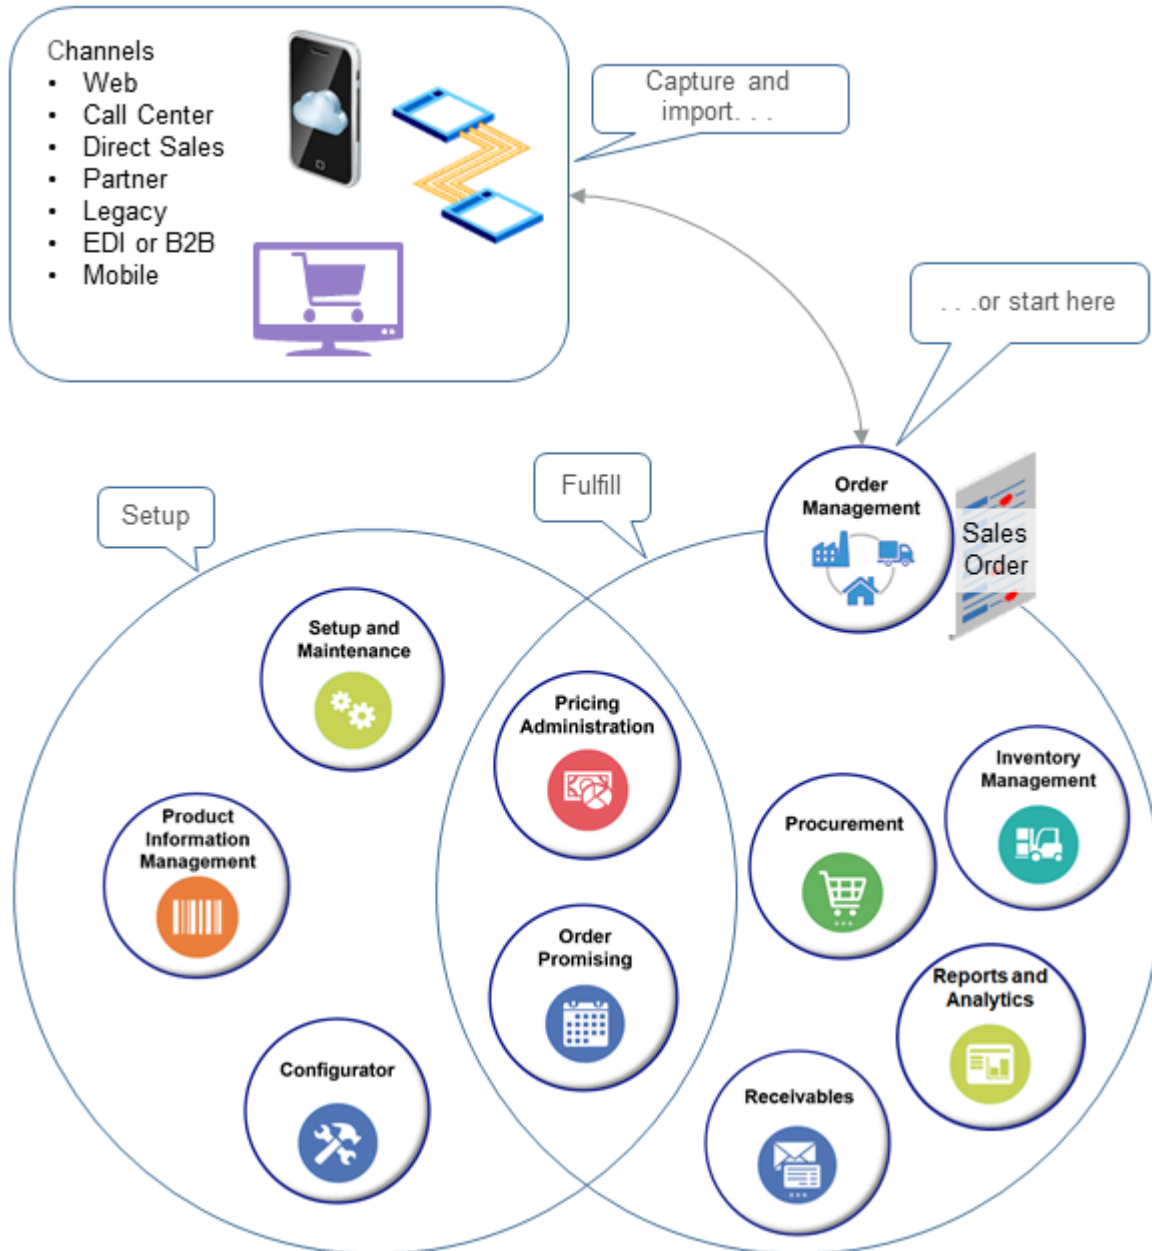 Channels
• Web
• Call Center
• Direct Sales
• Partner
• Legacy
• EDI or B2B
• Mobile
Capture and
import. . .
. . .or start here
Order
Management
Sales
Order
Setup
Fulfill
Setup and
Maintenance
Pricing
Administration
Product
Information
Management
Procurement
Inventory
Management
Order
Promising
Reports and
Analytics
Configurator
Receivables